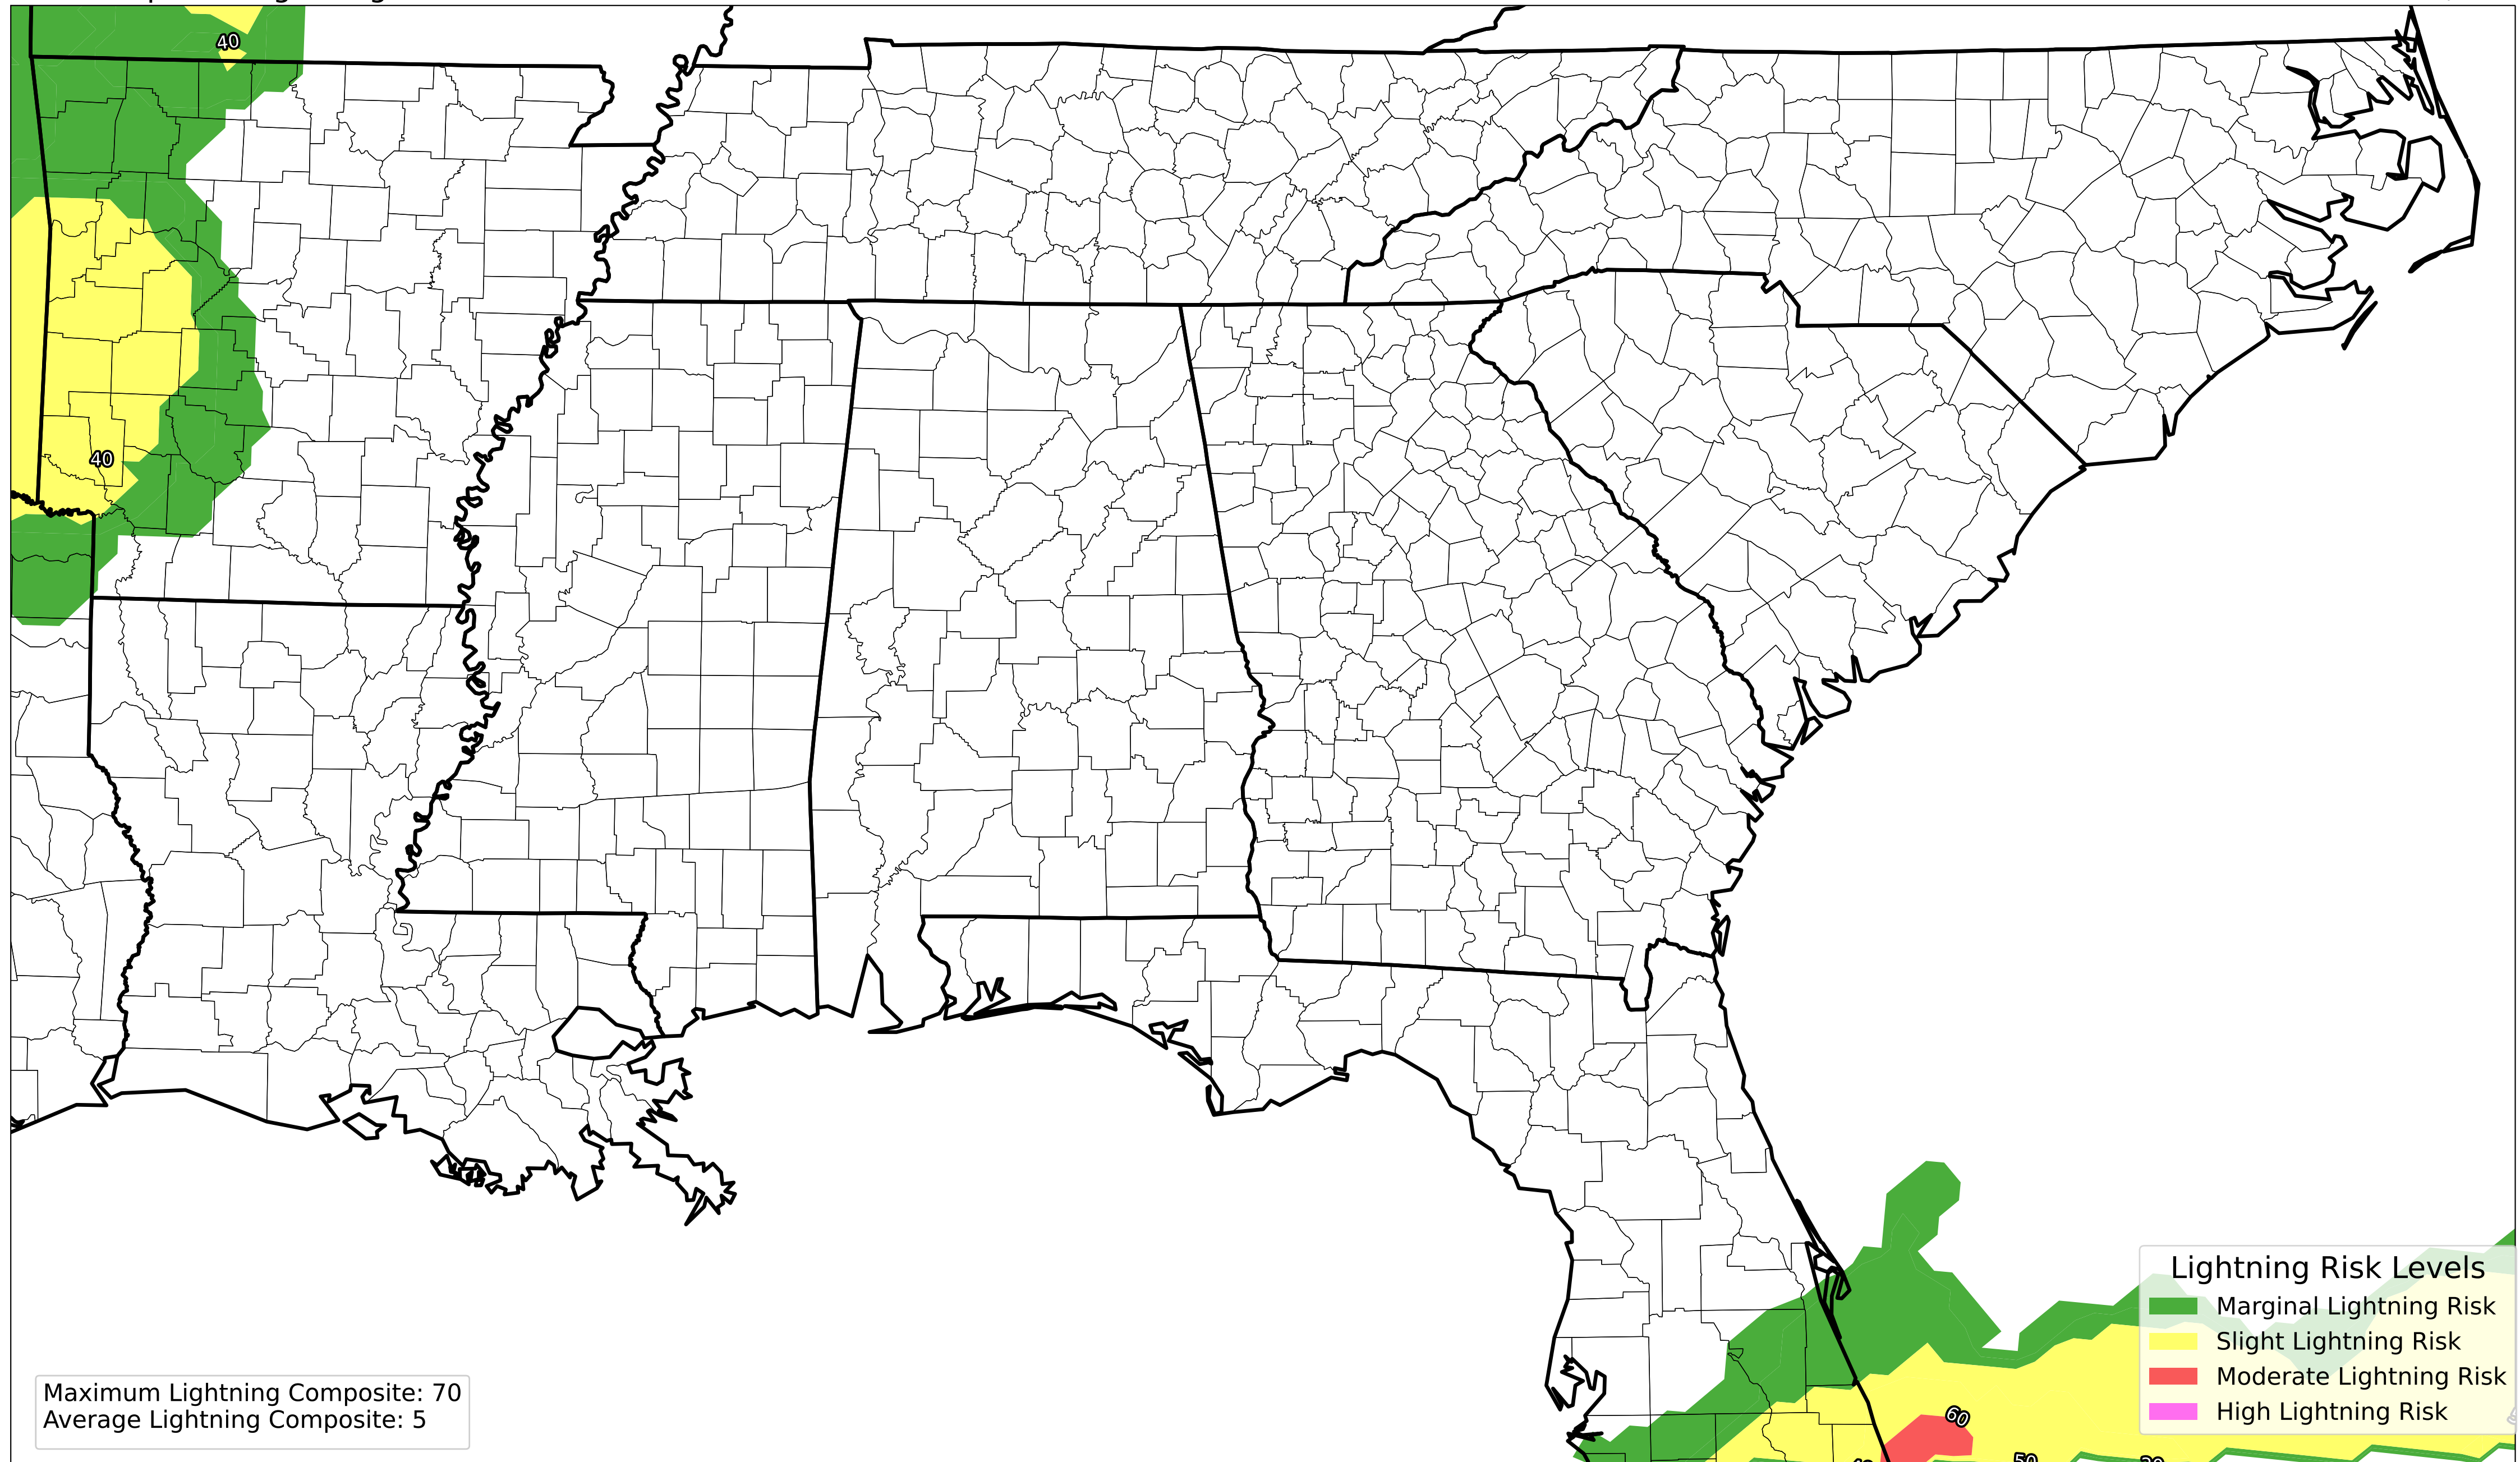 40
40
Lightning Risk Levels
Marginal Lightning Risk
Slight Lightning Risk
Moderate Lightning Risk
High Lightning Risk
Maximum Lightning Composite: 70
Average Lightning Composite: 5
60